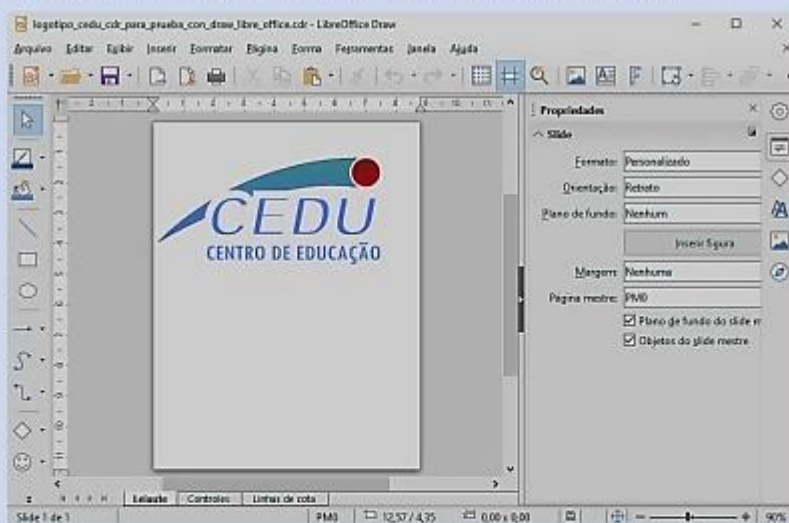 logotipo_cedu_cdr_para_prueba_con_draw_libre_office.cdr - LibreOffice Draw
Arquivo Editar Exibir Inserir Formatar Página Forma Ferramentas Janela Ajuda
Propriedades
Slide
Formato: Personalizado
Orientação: Retrato
Plano de fundo: Nenhum
Inserir figura
Margem: Nenhuma
Página mestre: PM0
Plano de fundo do slide m
Objetos do slide mestre
CEDU
CENTRO DE EDUCAÇÃO
Leiaute Controles Linhas de cota
Slide 1 de 1 PM0 12,57 / 4,35 0,00 x 0,00 90%